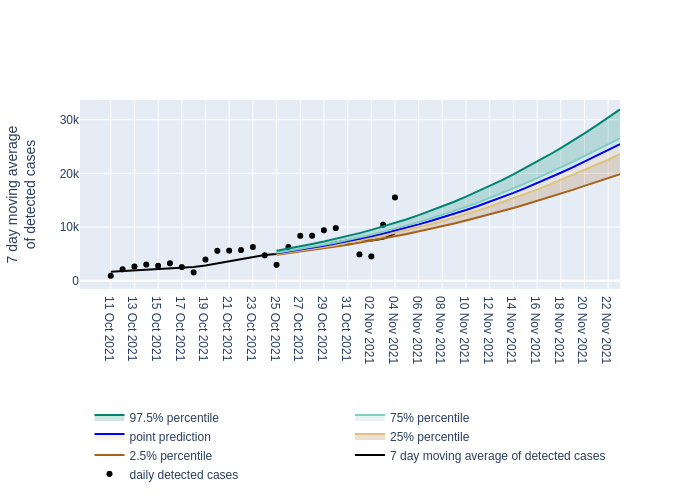 7 day moving average
of detected cases
30k
20k
10k
0
11 Oct 2021
13 Oct 2021
15 Oct 2021
17 Oct 2021
19 Oct 2021
21 Oct 2021
23 Oct 2021
25 Oct 2021
27 Oct 2021
29 Oct 2021
31 Oct 2021
02 Nov 2021
04 Nov 2021
06 Nov 2021
08 Nov 2021
10 Nov 2021
12 Nov 2021
14 Nov 2021
16 Nov 2021
18 Nov 2021
20 Nov 2021
22 Nov 2021
97.5% percentile
75% percentile
point prediction
25% percentile
2.5% percentile
7 day moving average of detected cases
daily detected cases